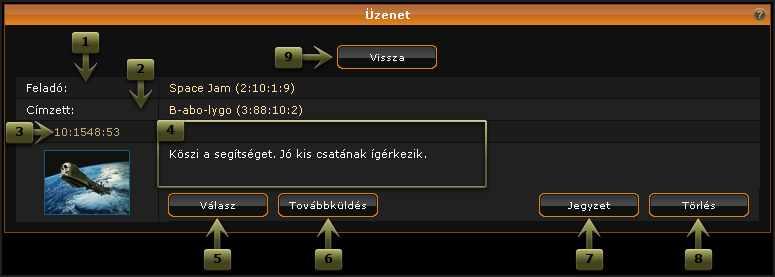 Üzenet ?
1
9 Vissza
2
Feladó: Space Jam (2:10:1:9)
Címzett: B-abo-lygo (3:88:10:2)
3 10:1548:53 4
Köszi a segítséget. Jó kis csatának ígérkezik.
Válasz Továbbküldés Jegyzet Törlés
5 6 7 8